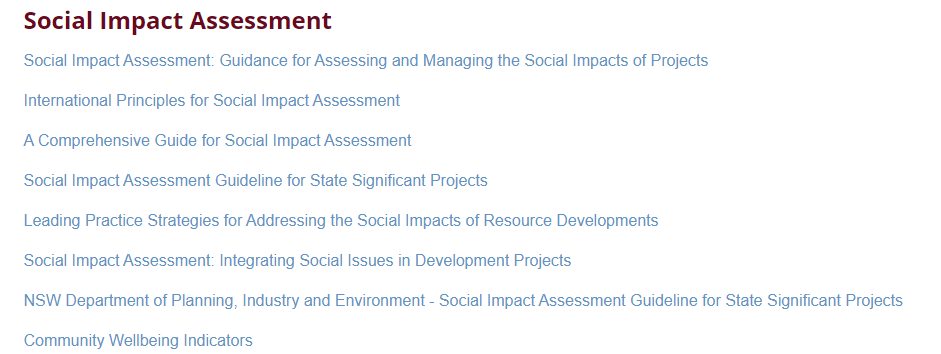 Social Impact Assessment
Social Impact Assessment: Guidance for Assessing and Managing the Social Impacts of Projects
International Principles for Social Impact Assessment
A Comprehensive Guide for Social Impact Assessment
Social Impact Assessment Guideline for State Significant Projects
Leading Practice Strategies for Addressing the Social Impacts of Resource Developments
Social Impact Assessment: Integrating Social Issues in Development Projects
NSW Department of Planning, Industry and Environment - Social Impact Assessment Guideline for State Significant Projects
Community Wellbeing Indicators